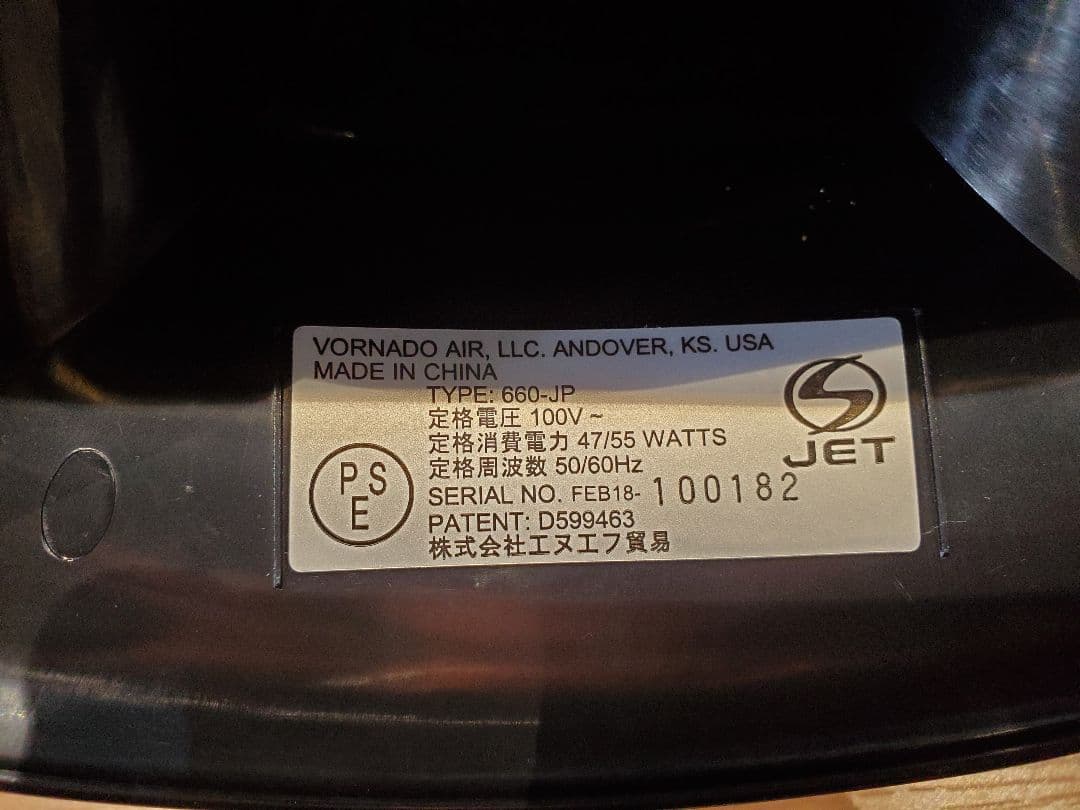 VORNADO AIR, LLC. ANDOVER, KS. USA
MADE IN CHINA
TYPE: 660-JP
定格電圧 100V~
定格消費電力 47/55 WATTS
定格周波数 50/60Hz
SERIAL NO. FEB18-100182
PATENT: D599463
株式会社エヌエフ貿易
PSE
JET